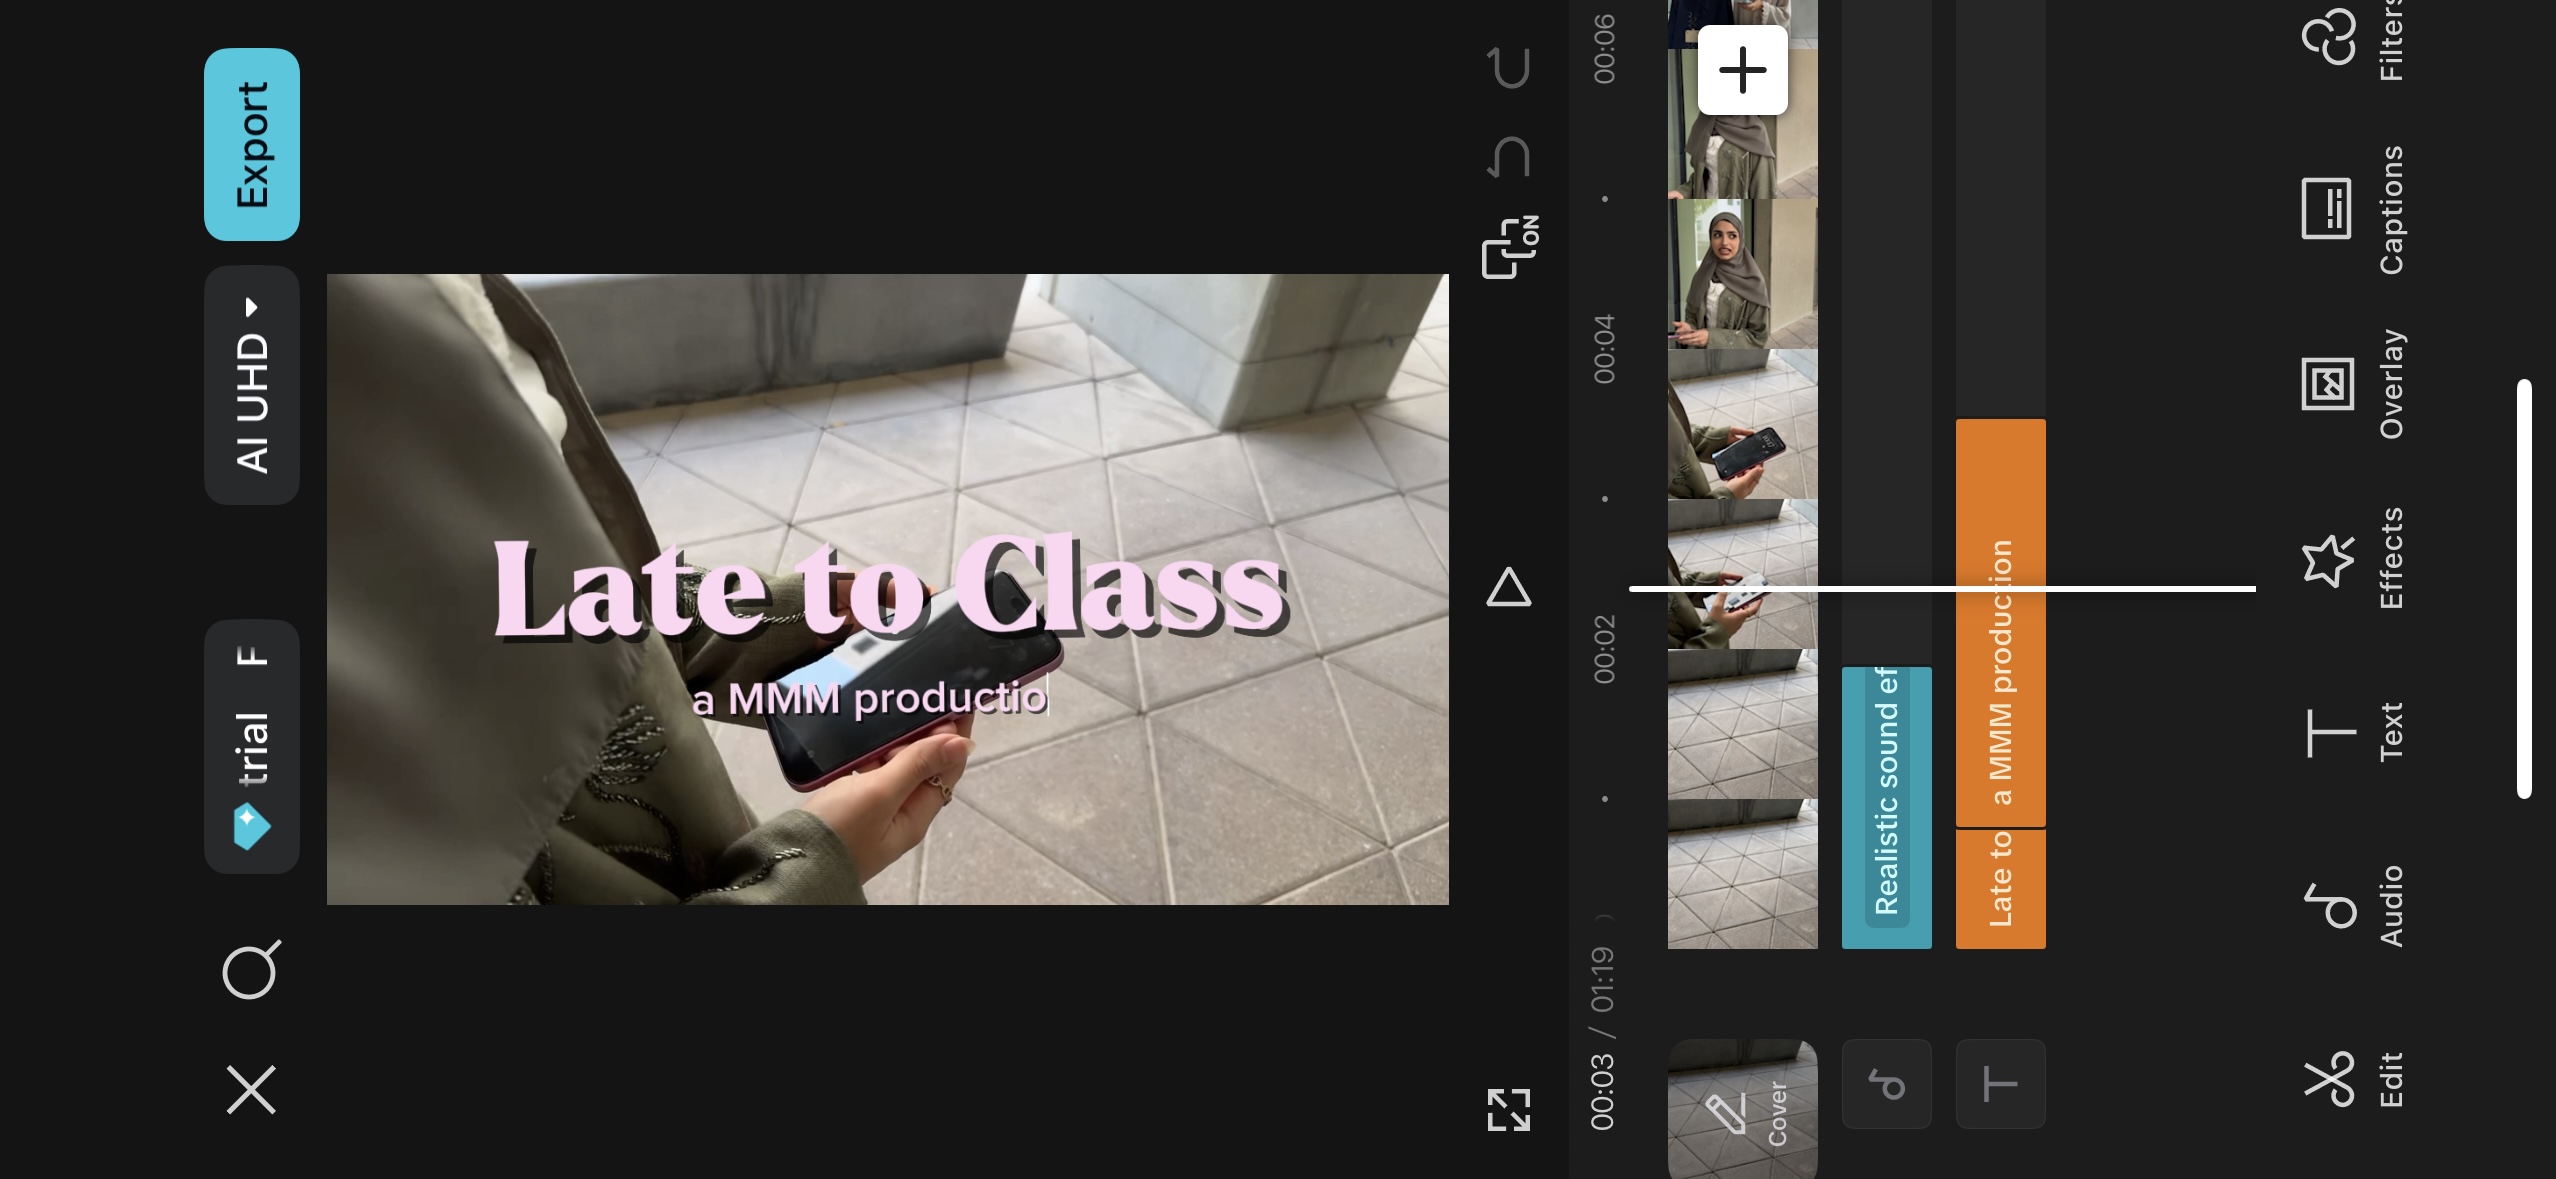 trial F
AI UHD
Export
Late to Class
a MMM productio
ON
00:03 / 01:19
00:02
00:04
00:06
Cover
Realistic sound ef
Late to
a MMM production
Edit
Audio
Text
Effects
Overlay
Captions
Filters